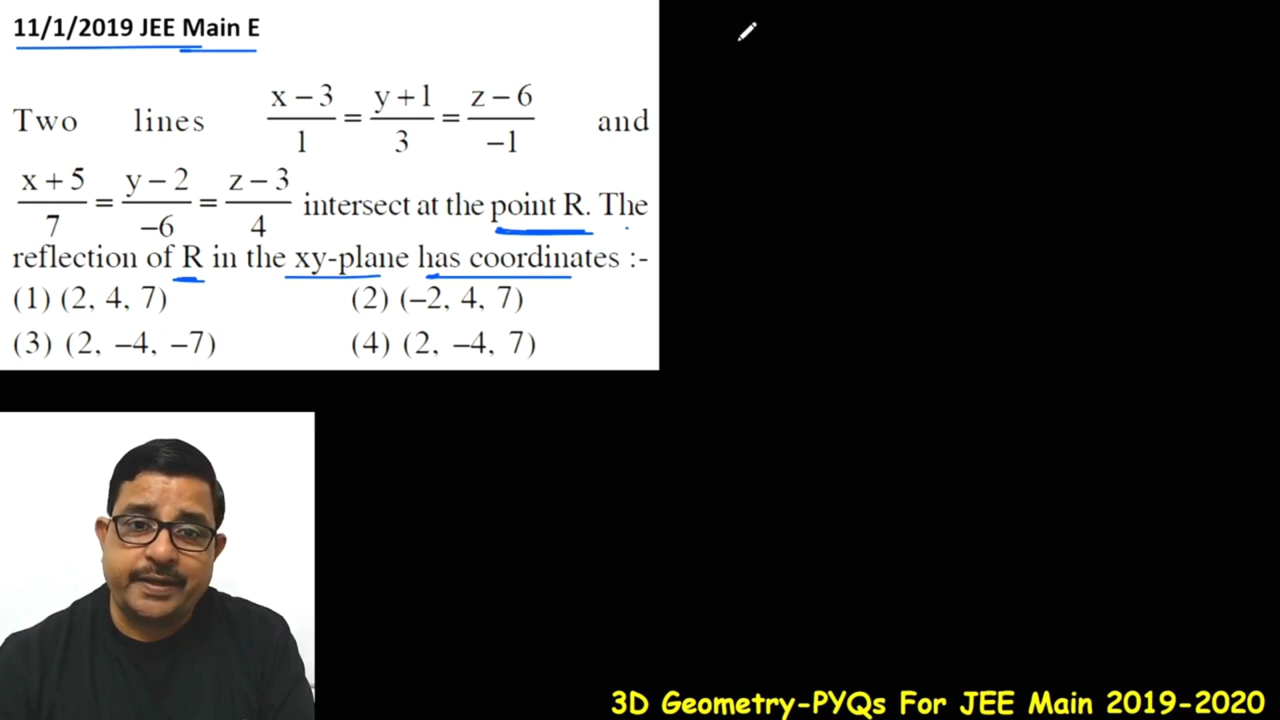 11/1/2019 JEE Main E
Two lines (x – 3)/1 = (y + 1)/3 = (z – 6)/–1 and
(x + 5)/7 = (y – 2)/–6 = (z – 3)/4 intersect at the point R. The
reflection of R in the xy-plane has coordinates :-
(1) (2, 4, 7) (2) (–2, 4, 7)
(3) (2, –4, –7) (4) (2, –4, 7)
3D Geometry-PYQs For JEE Main 2019-2020